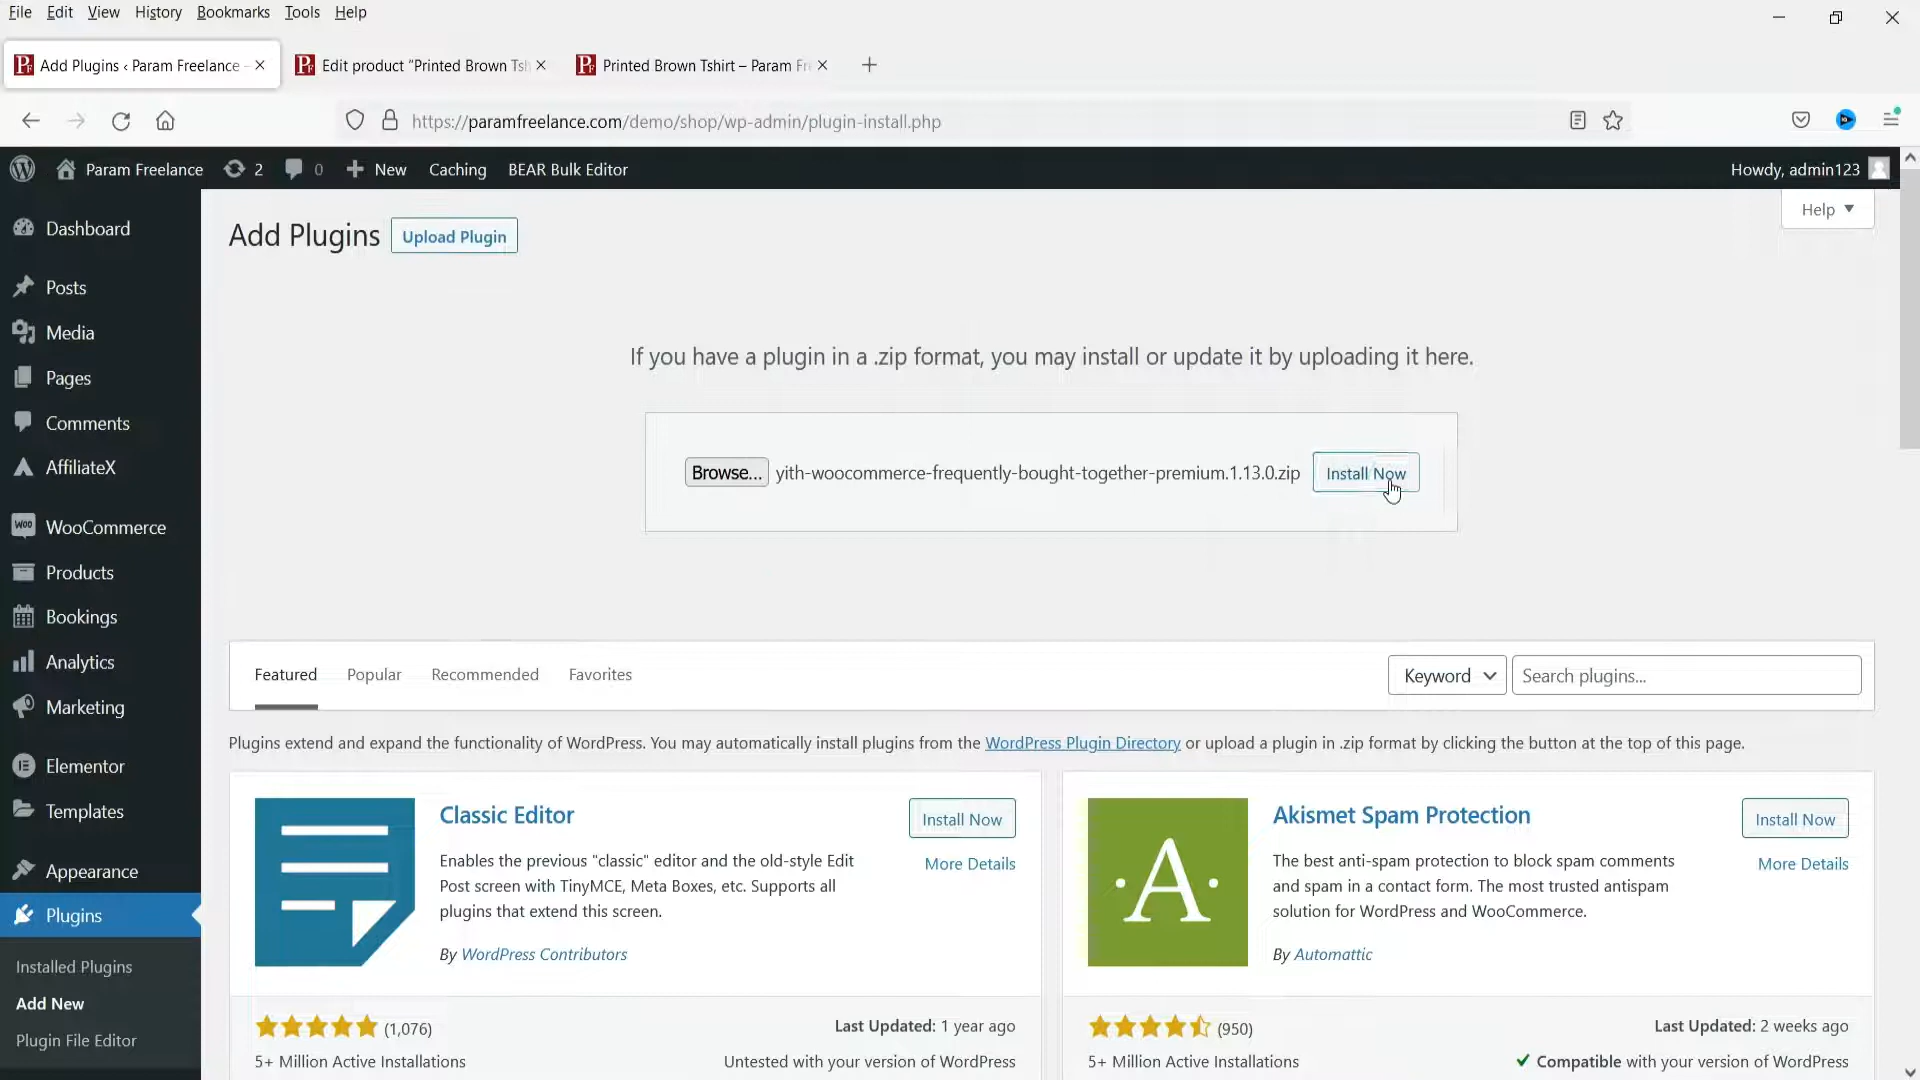 File Edit View History Bookmarks Tools Help
Add Plugins ‹ Param Freelance – Edit product “Printed Brown Tsh Printed Brown Tshirt – Param Fre
https://paramfreelance.com/demo/shop/wp-admin/plugin-install.php
Param Freelance 2 0 New Caching BEAR Bulk Editor Howdy, admin123
Help
Add Plugins Upload Plugin
If you have a plugin in a .zip format, you may install or update it by uploading it here.
Browse... yith-woocommerce-frequently-bought-together-premium.1.13.0.zip Install Now
Dashboard
Posts
Media
Pages
Comments
AffiliateX
WooCommerce
Products
Bookings
Analytics
Marketing
Elementor
Templates
Appearance
Plugins
Installed Plugins
Add New
Plugin File Editor
Featured Popular Recommended Favorites Keyword Search plugins...
Plugins extend and expand the functionality of WordPress. You may automatically install plugins from the WordPress Plugin Directory or upload a plugin in .zip format by clicking the button at the top of this page.
Classic Editor
Install Now
More Details
Enables the previous "classic" editor and the old-style Edit
Post screen with TinyMCE, Meta Boxes, etc. Supports all
plugins that extend this screen.
By WordPress Contributors
(1,076)
Last Updated: 1 year ago
5+ Million Active Installations
Untested with your version of WordPress
Akismet Spam Protection
Install Now
More Details
The best anti-spam protection to block spam comments
and spam in a contact form. The most trusted antispam
solution for WordPress and WooCommerce.
By Automattic
(950)
Last Updated: 2 weeks ago
5+ Million Active Installations
Compatible with your version of WordPress